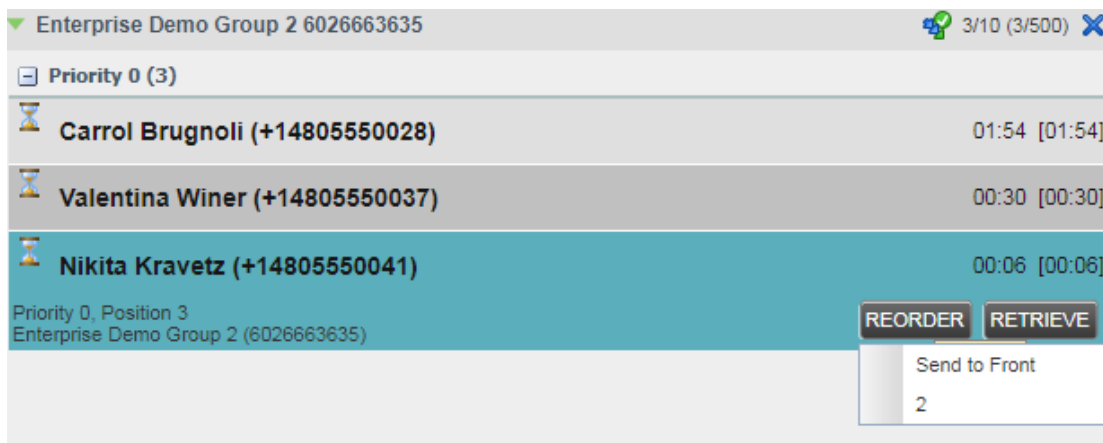 Enterprise Demo Group 2 6026663635 3/10 (3/500)
Priority 0 (3)
Carrol Brugnoli (+14805550028) 01:54 [01:54]
Valentina Winer (+14805550037) 00:30 [00:30]
Nikita Kravetz (+14805550041) 00:06 [00:06]
Priority 0, Position 3
Enterprise Demo Group 2 (6026663635)
REORDER RETRIEVE
Send to Front
2